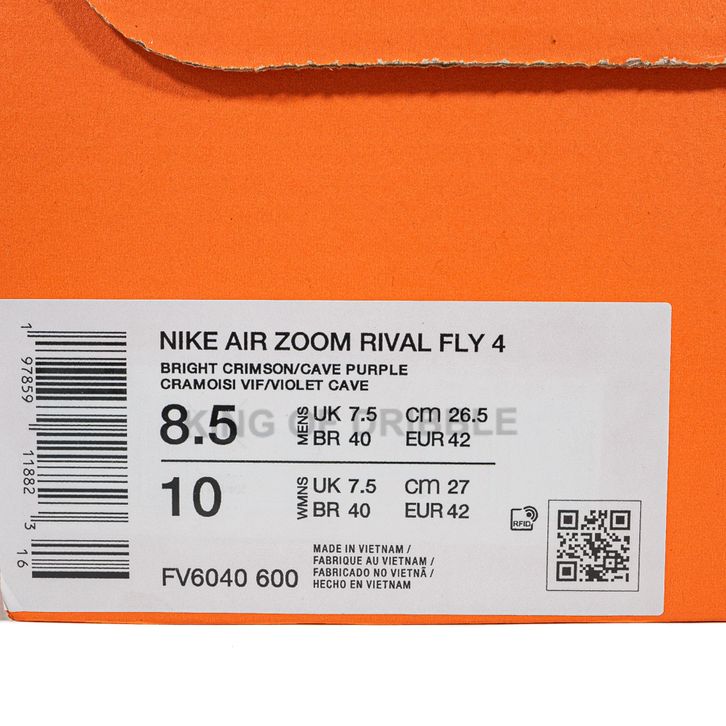 NIKE AIR ZOOM RIVAL FLY 4
BRIGHT CRIMSON/CAVE PURPLE
CRAMOISI VIF/VIOLET CAVE
8.5 MENS UK 7.5 CM 26.5
BR 40 EUR 42
KING OF DRIBBLE
10 WMNS UK 7.5 CM 27
BR 40 EUR 42
RFID
FV6040 600
MADE IN VIETNAM /
FABRIQUE AU VIETNAM /
FABRICADO NO VIETNÃ /
HECHO EN VIETNAM
1 97859 11882 3 16